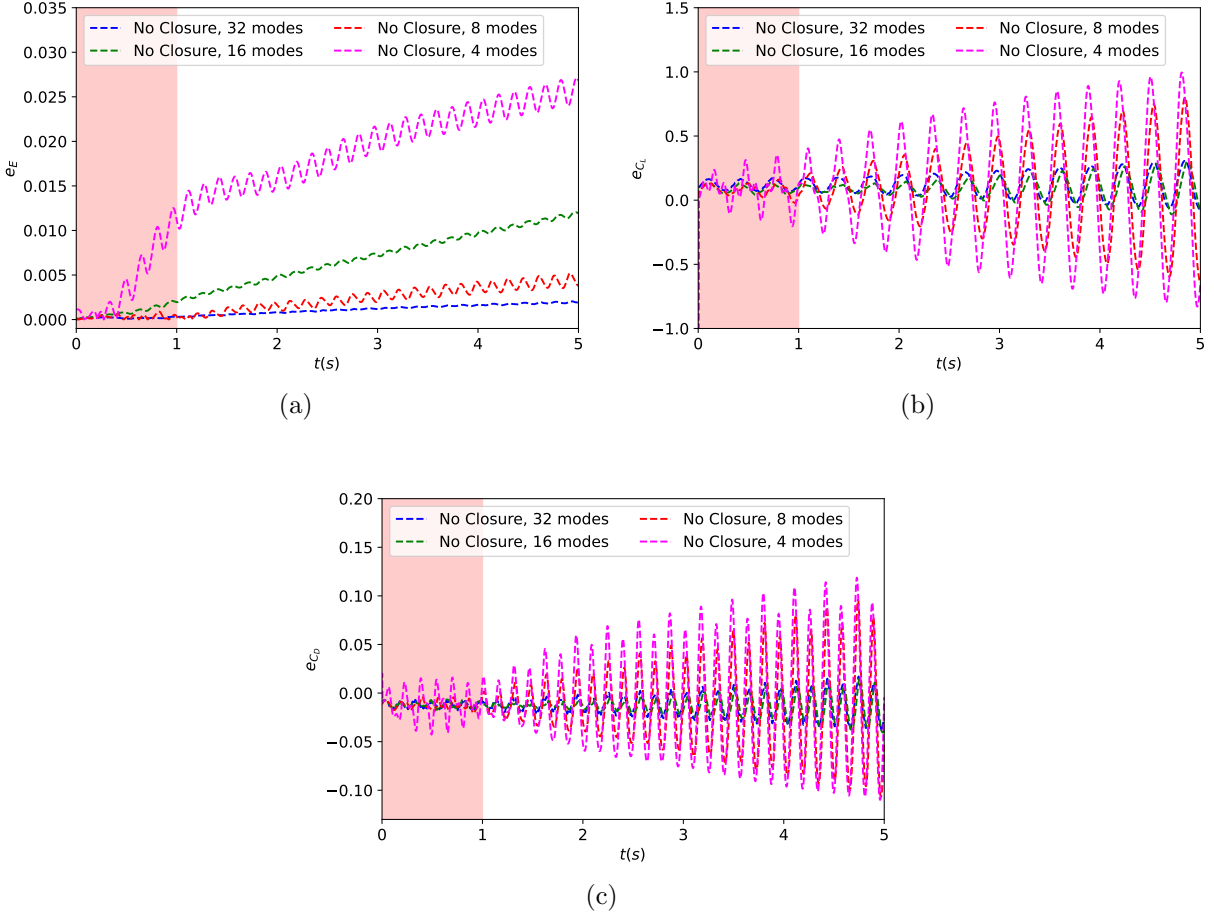 0.035
0.030
0.025
0.020
0.015
0.010
0.005
0.000
e_E
No Closure, 32 modes
No Closure, 8 modes
No Closure, 16 modes
No Closure, 4 modes
0 1 2 3 4 5
t(s)
(a)
1.5
1.0
0.5
0.0
−0.5
−1.0
e_{C_L}
No Closure, 32 modes
No Closure, 8 modes
No Closure, 16 modes
No Closure, 4 modes
0 1 2 3 4 5
t(s)
(b)
0.20
0.15
0.10
0.05
0.00
−0.05
−0.10
e_{C_D}
No Closure, 32 modes
No Closure, 8 modes
No Closure, 16 modes
No Closure, 4 modes
0 1 2 3 4 5
t(s)
(c)